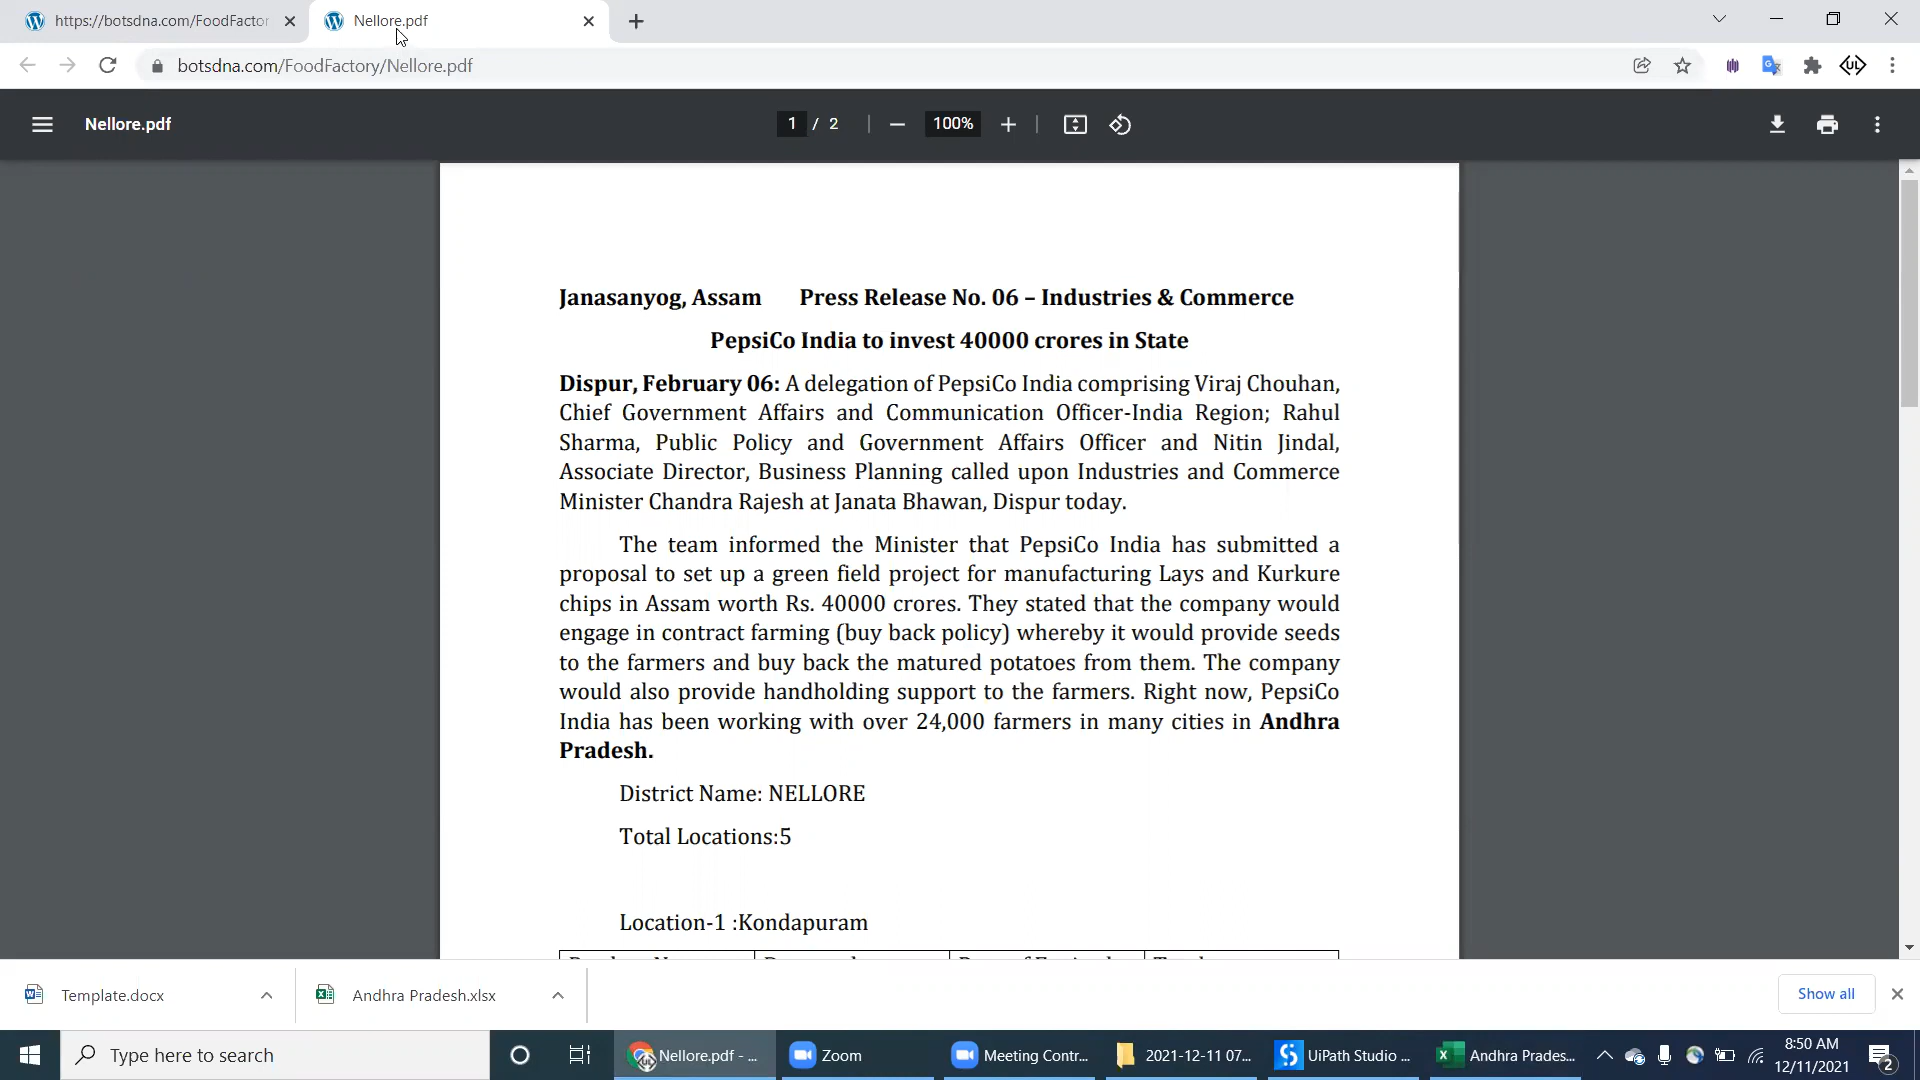 https://botsdna.com/FoodFactor
Nellore.pdf
botsdna.com/FoodFactory/Nellore.pdf
Nellore.pdf
1 / 2
100%
Janasanyog, Assam Press Release No. 06 – Industries & Commerce
PepsiCo India to invest 40000 crores in State
Dispur, February 06: A delegation of PepsiCo India comprising Viraj Chouhan,
Chief Government Affairs and Communication Officer-India Region; Rahul
Sharma, Public Policy and Government Affairs Officer and Nitin Jindal,
Associate Director, Business Planning called upon Industries and Commerce
Minister Chandra Rajesh at Janata Bhawan, Dispur today.
The team informed the Minister that PepsiCo India has submitted a
proposal to set up a green field project for manufacturing Lays and Kurkure
chips in Assam worth Rs. 40000 crores. They stated that the company would
engage in contract farming (buy back policy) whereby it would provide seeds
to the farmers and buy back the matured potatoes from them. The company
would also provide handholding support to the farmers. Right now, PepsiCo
India has been working with over 24,000 farmers in many cities in Andhra
Pradesh.
District Name: NELLORE
Total Locations:5
Location-1 :Kondapuram
Template.docx
Andhra Pradesh.xlsx
Show all
Type here to search
Nellore.pdf - ...
Zoom
Meeting Contr...
2021-12-11 07...
UiPath Studio ...
Andhra Prades...
8:50 AM
12/11/2021
2